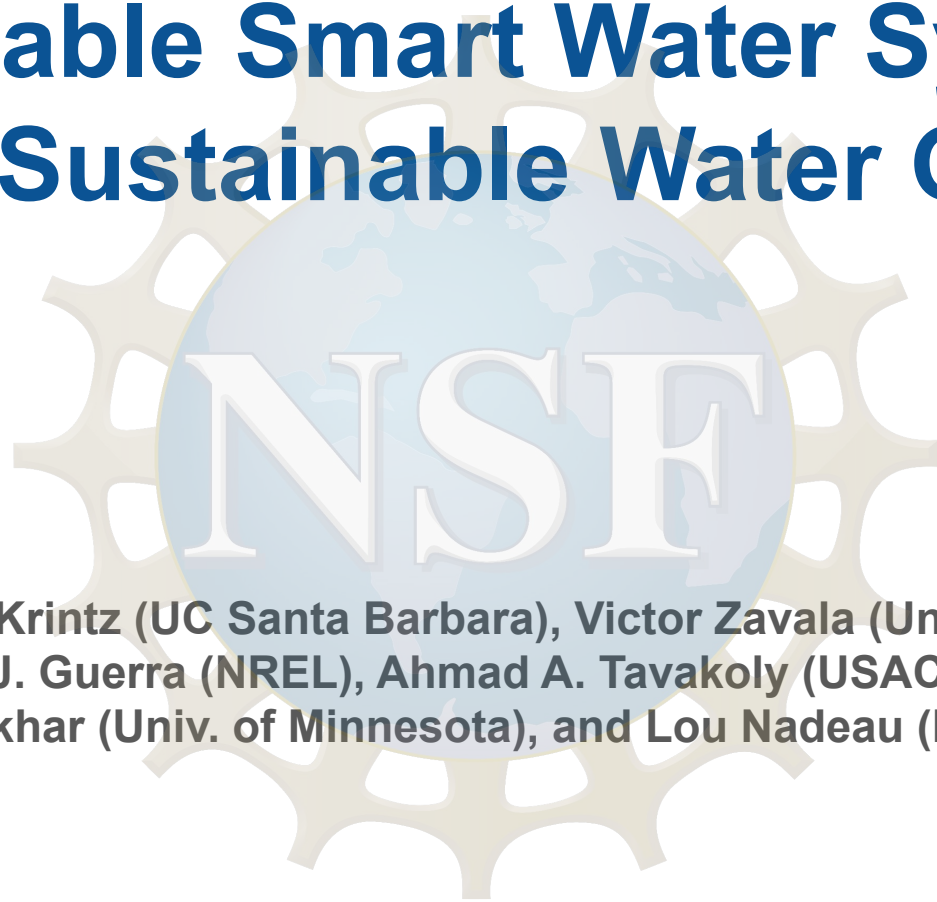 able Smart Water Sy
Sustainable Water
NSF
Krintz (UC Santa Barbara), Victor Zavala (Un
J. Guerra (NREL), Ahmad A. Tavakoly (USAC
khar (Univ. of Minnesota), and Lou Nadeau (